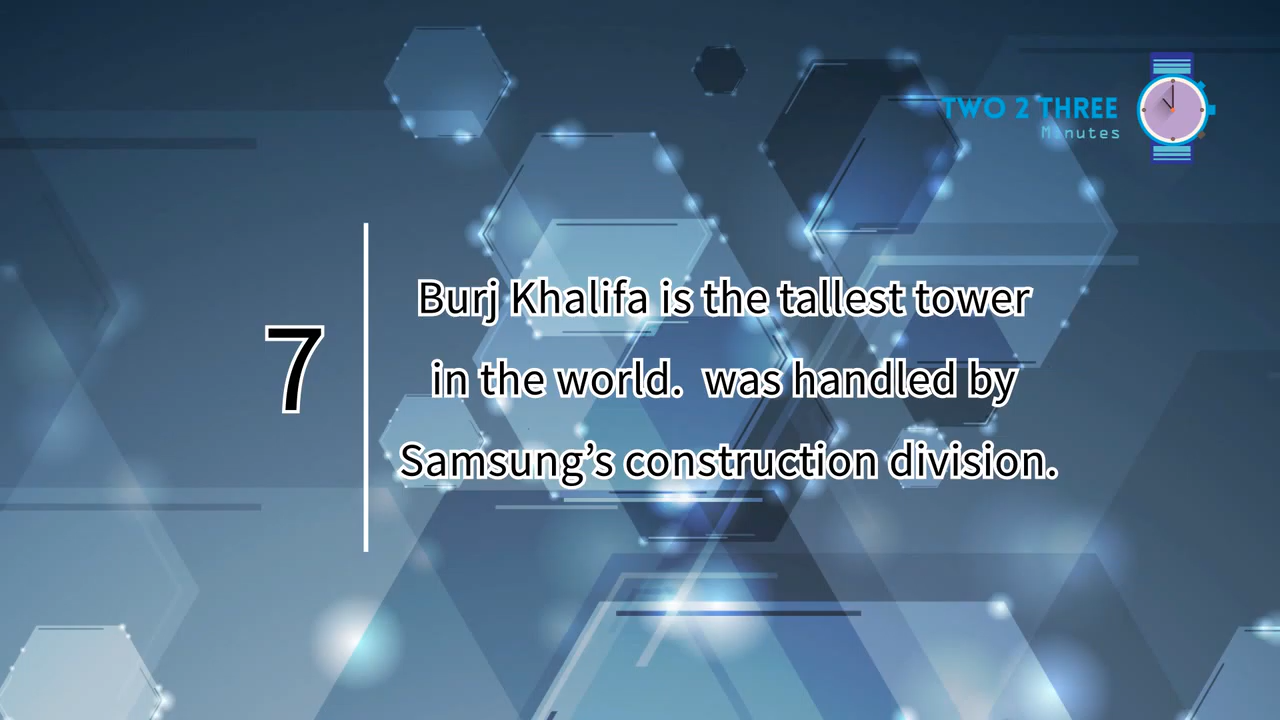 TWO 2 THREE
Minutes
7
Burj Khalifa is the tallest tower
in the world.  was handled by
Samsung’s construction division.